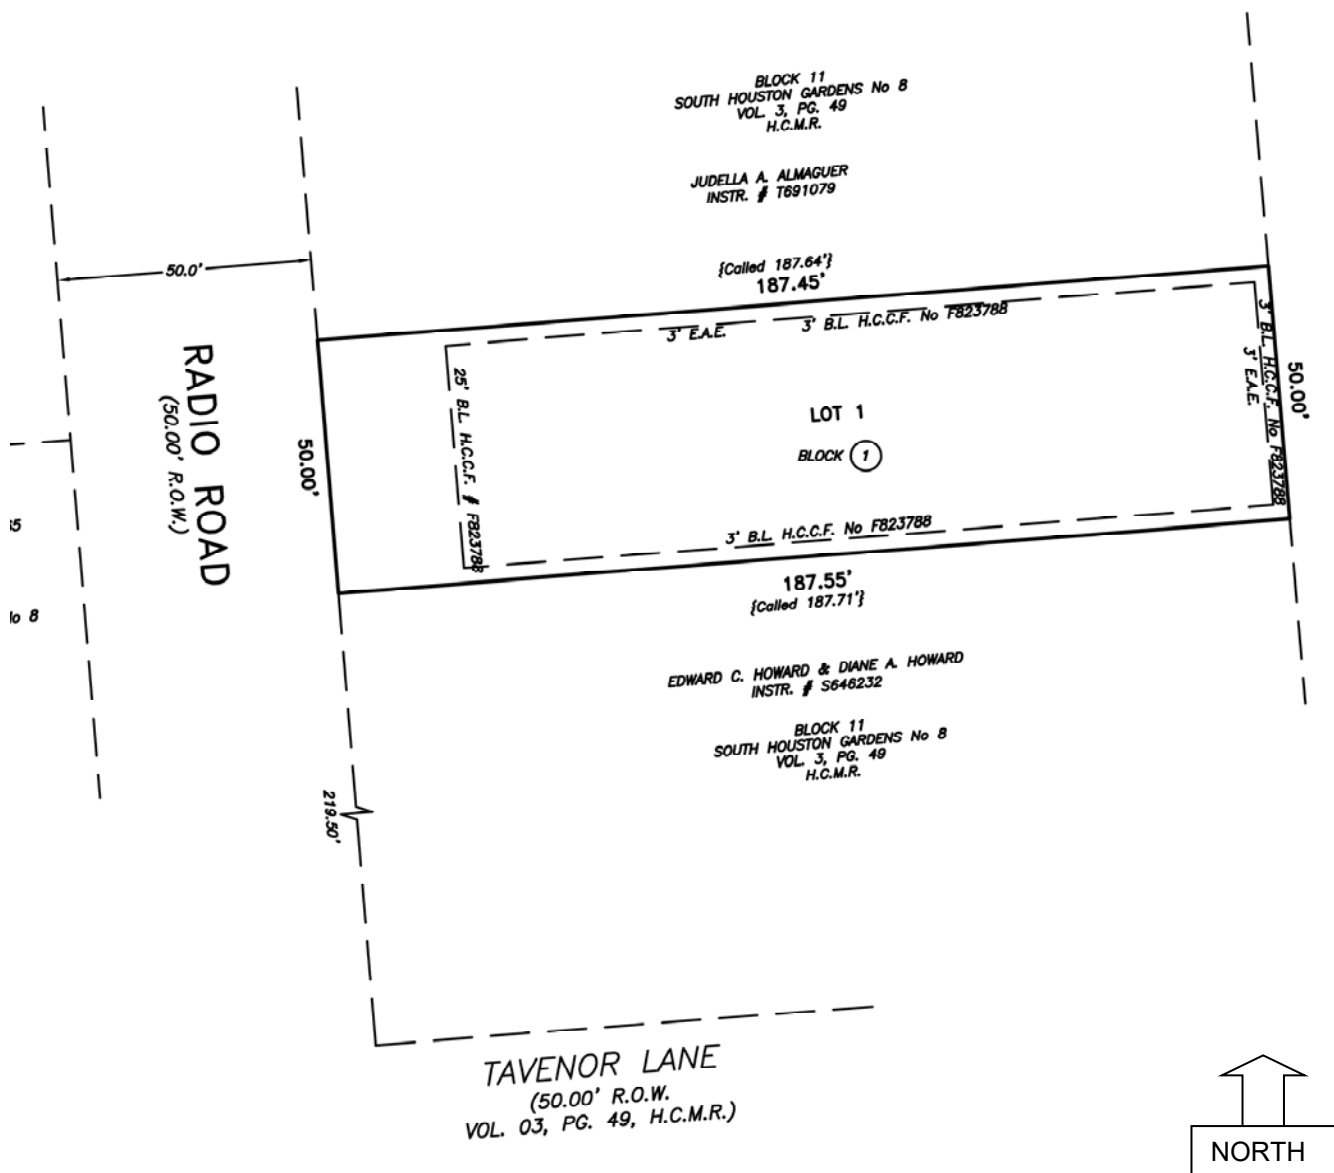 BLOCK 11
SOUTH HOUSTON GARDENS No 8
VOL. 3, PG. 49
H.C.M.R.
JUDELLA A. ALMAGUER
INSTR. # T691079
50.0'
{Called 187.64'}
187.45'
3' E.A.E.
3' B.L. H.C.C.F. No F823788
3' B.L. H.C.C.F. No F823788
3' E.A.E.
50.00'
RADIO ROAD
(50.00' R.O.W.)
50.00'
25' B.L. H.C.C.F. # F823788
LOT 1
BLOCK 1
3' B.L. H.C.C.F. No F823788
187.55'
{Called 187.71'}
5
o 8
EDWARD C. HOWARD & DIANE A. HOWARD
INSTR. # S646232
BLOCK 11
SOUTH HOUSTON GARDENS No 8
VOL. 3, PG. 49
H.C.M.R.
219.50'
TAVENOR LANE
(50.00' R.O.W.
VOL. 03, PG. 49, H.C.M.R.)
NORTH